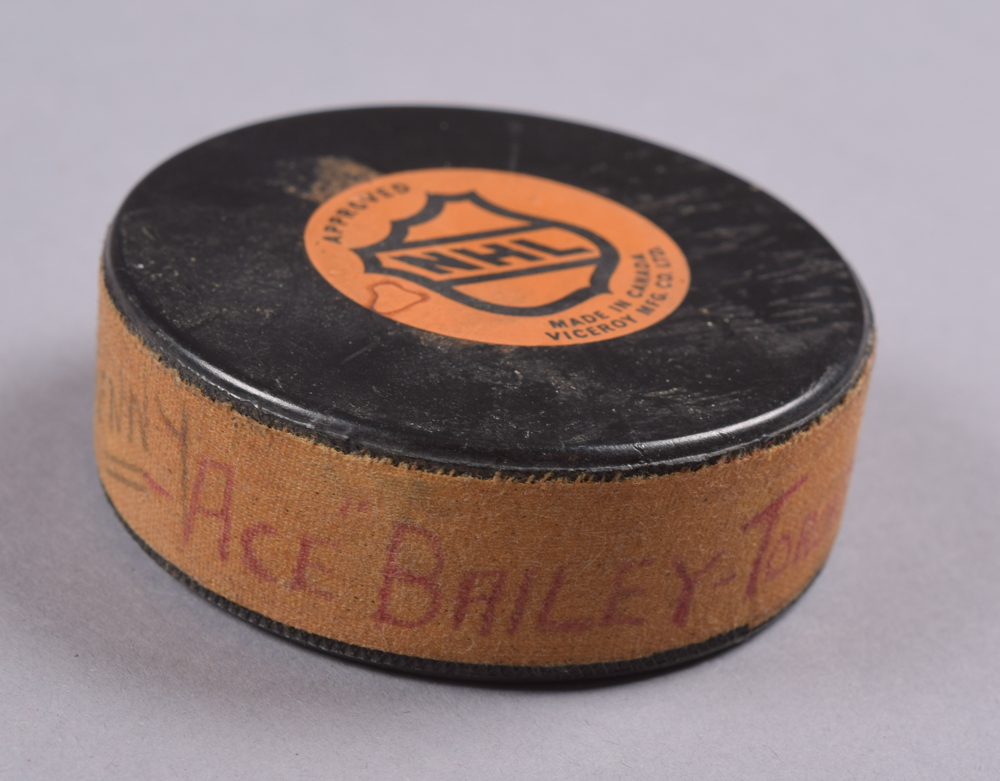 APPROVED
NHL
MADE IN CANADA
VICEROY MFG. CO. LTD.
-ACE" BAILEY-